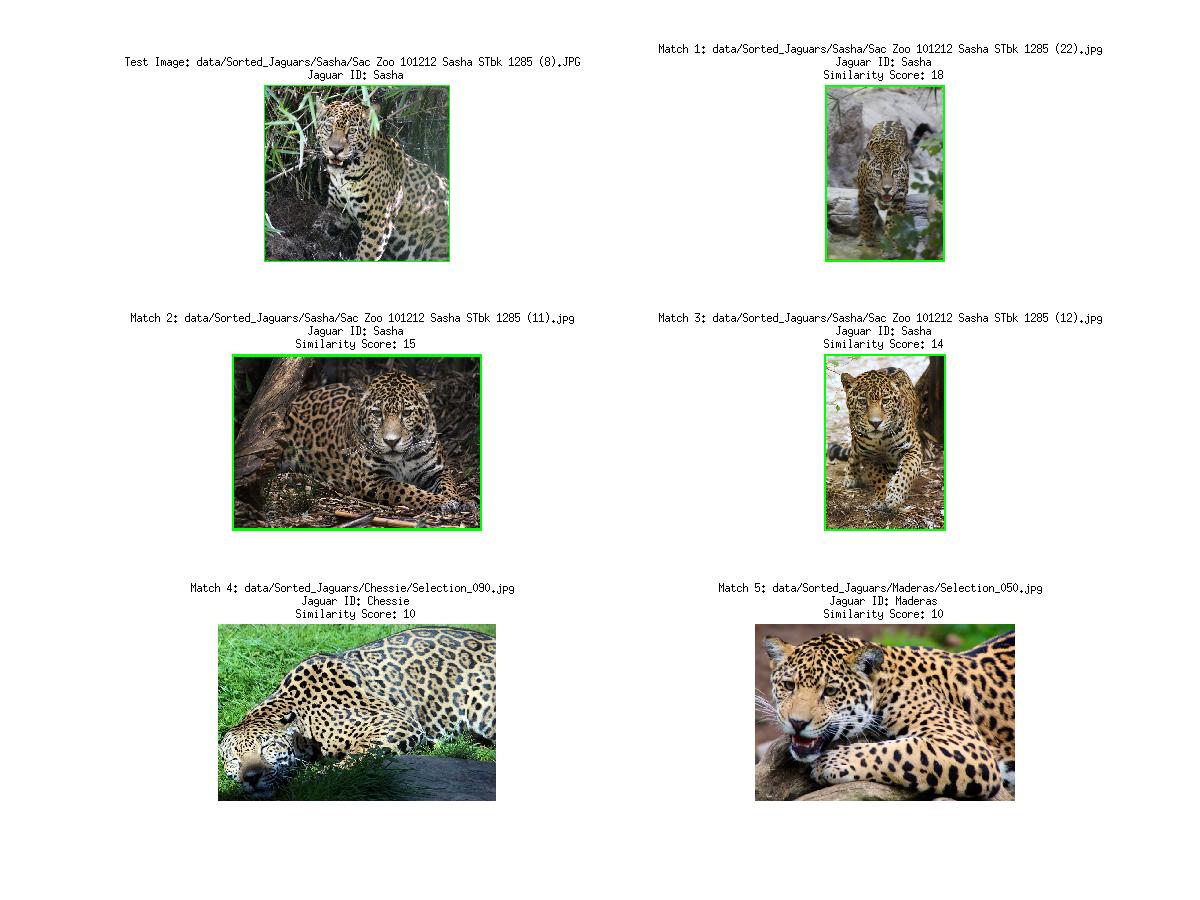 Test Image: data/Sorted_Jaguars/Sasha/Sac Zoo 101212 Sasha STbk 1285 (8).JPG
Jaguar ID: Sasha
Match 1: data/Sorted_Jaguars/Sasha/Sac Zoo 101212 Sasha STbk 1285 (22).jpg
Jaguar ID: Sasha
Similarity Score: 18
Match 2: data/Sorted_Jaguars/Sasha/Sac Zoo 101212 Sasha STbk 1285 (11).jpg
Jaguar ID: Sasha
Similarity Score: 15
Match 3: data/Sorted_Jaguars/Sasha/Sac Zoo 101212 Sasha STbk 1285 (12).jpg
Jaguar ID: Sasha
Similarity Score: 14
Match 4: data/Sorted_Jaguars/Chessie/Selection_090.jpg
Jaguar ID: Chessie
Similarity Score: 10
Match 5: data/Sorted_Jaguars/Maderas/Selection_050.jpg
Jaguar ID: Maderas
Similarity Score: 10